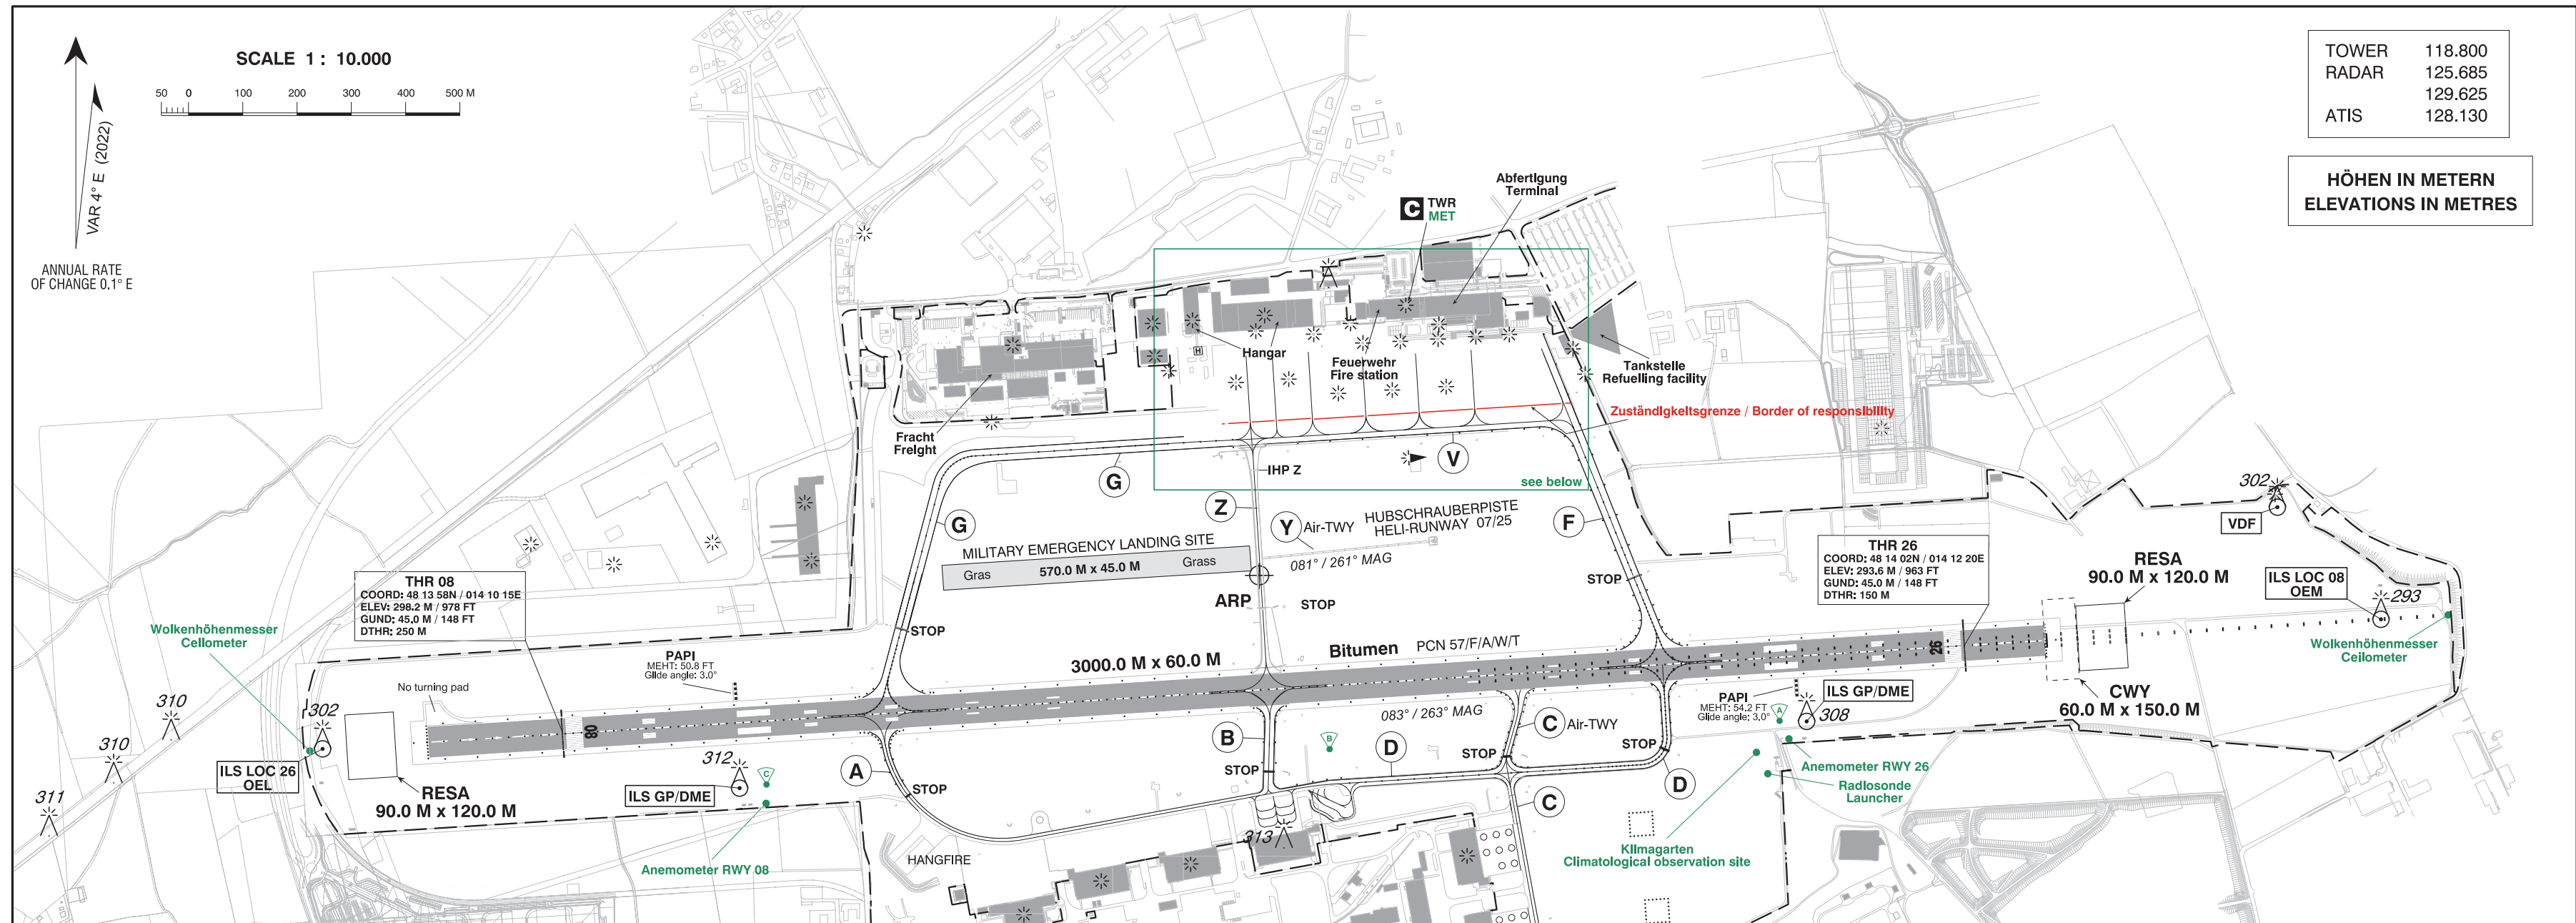 SCALE 1 : 10.000
50 0 100 200 300 400 500 M
VAR 4° E (2022)
ANNUAL RATE
OF CHANGE 0.1° E
TOWER 118.800
RADAR 125.685
129.625
ATIS 128.130
HÖHEN IN METERN
ELEVATIONS IN METRES
Abfertigung
Terminal
C TWR
MET
Hangar
H
Feuerwehr
Fire station
Tankstelle
Refuelling facility
Zuständigkeitsgrenze / Border of responsibility
Fracht
Freight
IHP Z
V
G
see below
Z
G
Y Air-TWY
HUBSCHRAUBERPISTE
HELI-RUNWAY 07/25
F
081° / 261° MAG
MILITARY EMERGENCY LANDING SITE
Gras 570.0 M x 45.0 M Grass
ARP
STOP
STOP
STOP
302
VDF
THR 08
COORD: 48 13 58N / 014 10 15E
ELEV: 298.2 M / 978 FT
GUND: 45,0 M / 148 FT
DTHR: 250 M
THR 26
COORD: 48 14 02N / 014 12 20E
ELEV: 293,6 M / 963 FT
GUND: 45.0 M / 148 FT
DTHR: 150 M
RESA
90.0 M x 120.0 M
ILS LOC 08
OEM
293
Wolkenhöhenmesser
Ceilometer
Wolkenhöhenmesser
Ceilometer
PAPI
MEHT: 50.8 FT
Glide angle: 3.0°
No turning pad
3000.0 M x 60.0 M
Bitumen PCN 57/F/A/W/T
08
26
CWY
60.0 M x 150.0 M
PAPI
MEHT: 54.2 FT
Glide angle: 3,0°
ILS GP/DME
308
A
083° / 263° MAG
C Air-TWY
B
B
D
STOP
STOP
STOP
D
C
310
310
311
302
ILS LOC 26
OEL
RESA
90.0 M x 120.0 M
312
ILS GP/DME
C
A
STOP
Anemometer RWY 08
HANGFIRE
313
Anemometer RWY 26
Radiosonde
Launcher
Klimagarten
Climatological observation site